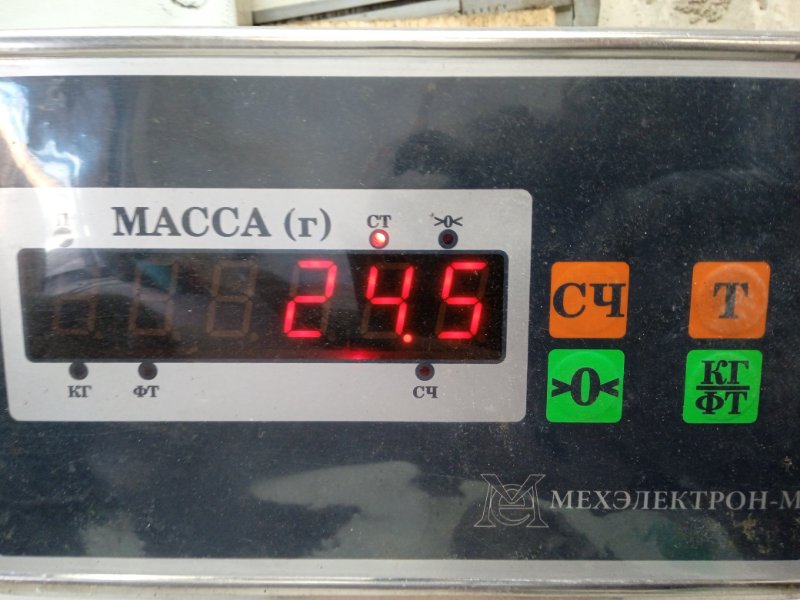 МАССА (г) СТ >0<
24.5
КГ ФТ СЧ
СЧ Т
>0< КГ ФТ
МЕХЭЛЕКТРОН-М